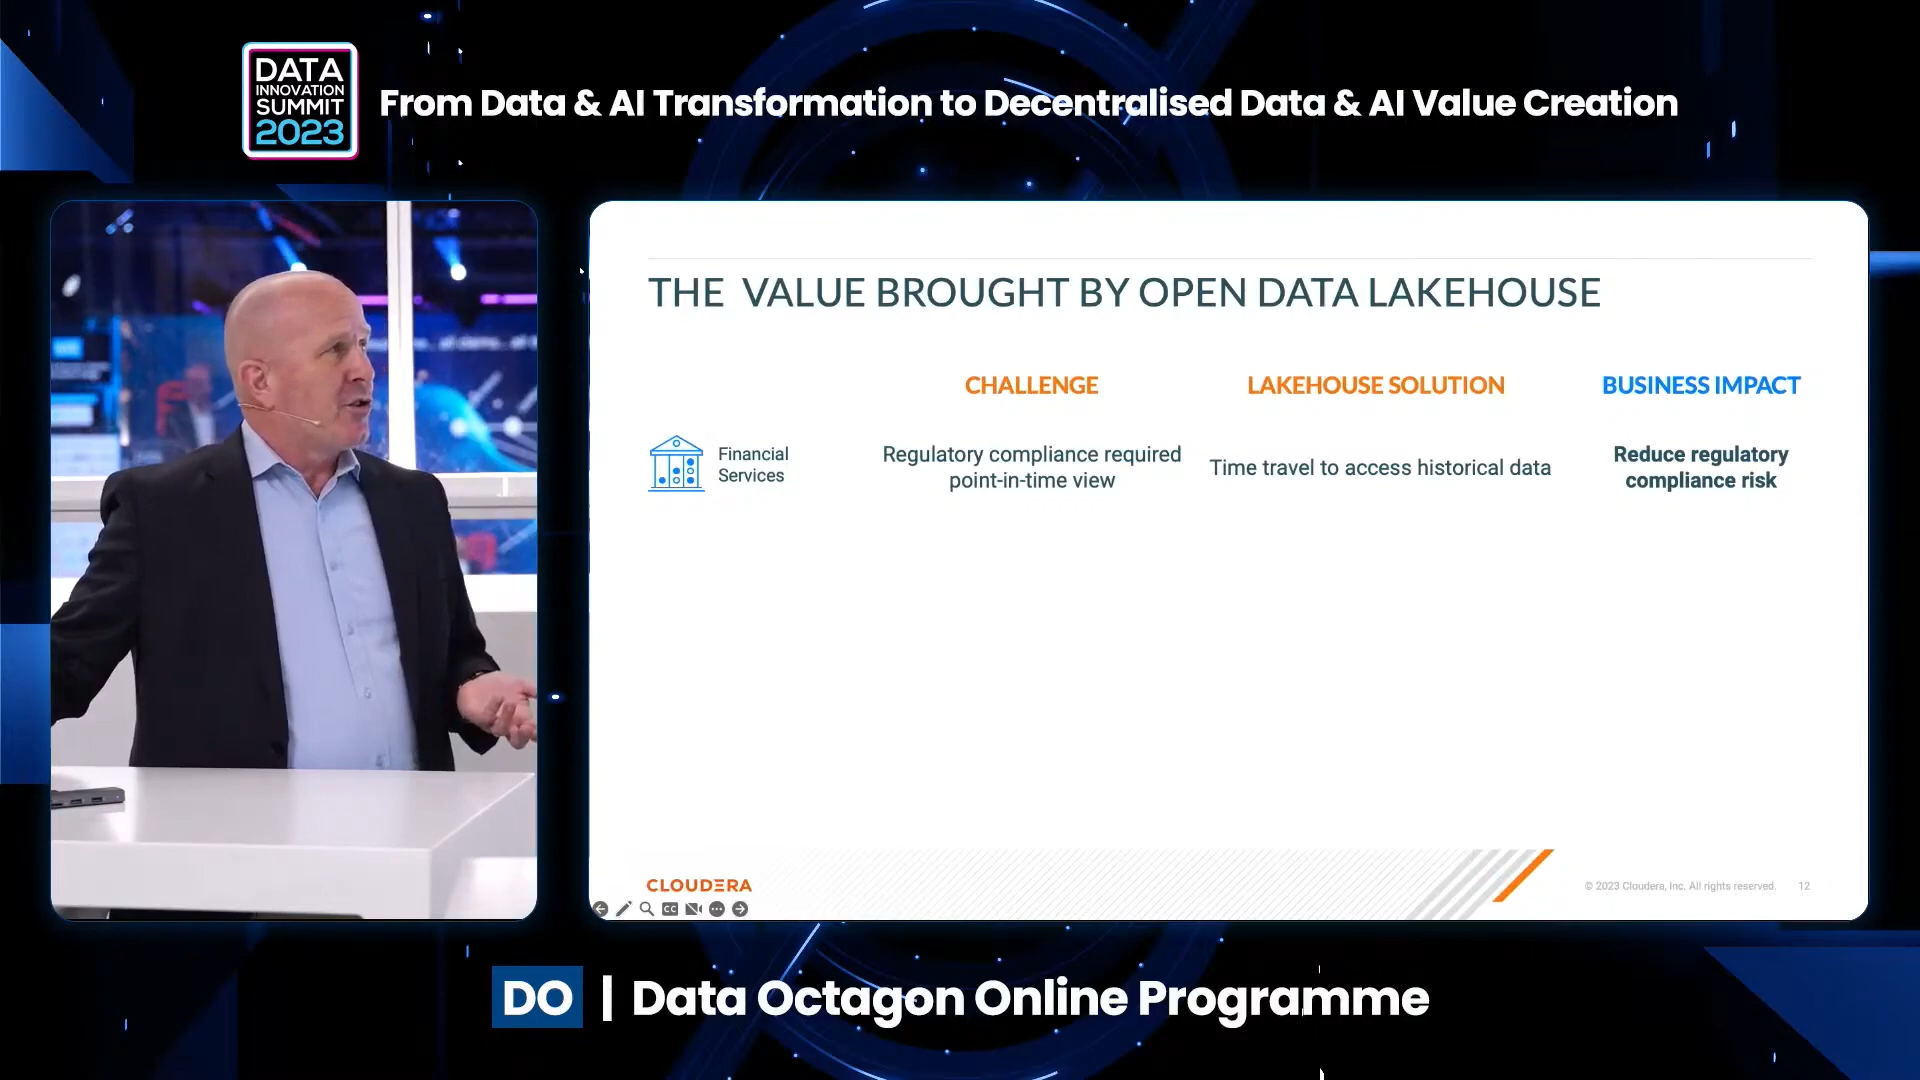 DATA
INNOVATION
SUMMIT
2023
From Data & AI Transformation to Decentralised Data & AI Value Creation
THE VALUE BROUGHT BY OPEN DATA LAKEHOUSE
CHALLENGE
LAKEHOUSE SOLUTION
BUSINESS IMPACT
Financial
Services
Regulatory compliance required
point-in-time view
Time travel to access historical data
Reduce regulatory
compliance risk
CLOUDERA
© 2023 Cloudera, Inc. All rights reserved.
12
CC
DO | Data Octagon Online Programme